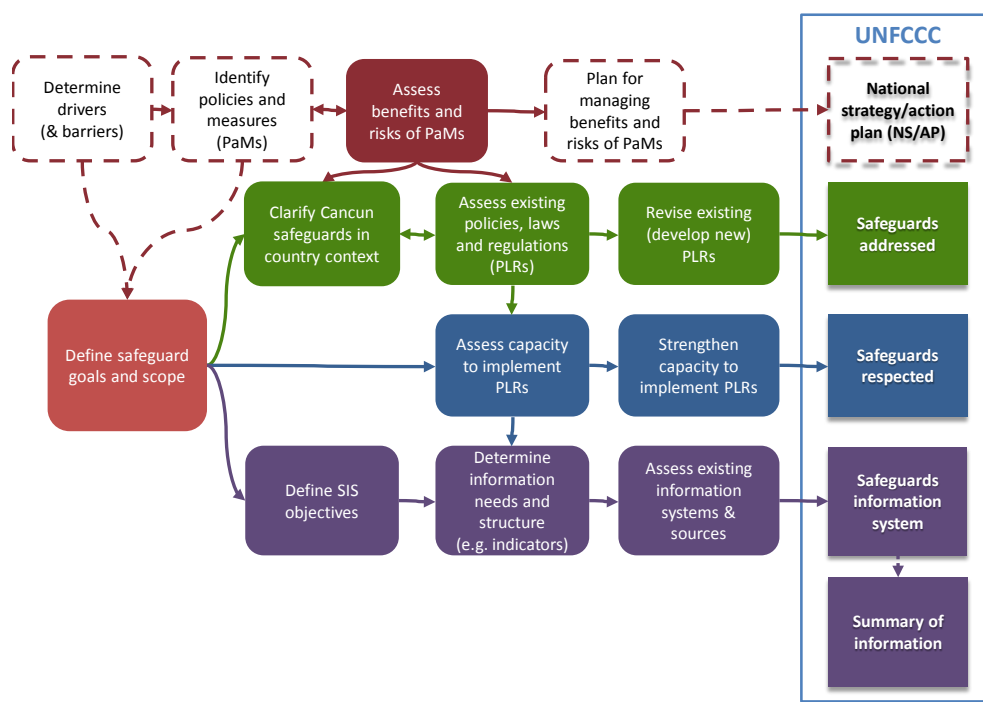 UNFCCC
Determine
drivers
(& barriers)
Identify
policies and
measures
(PaMs)
Assess
benefits and
risks of PaMs
Plan for
managing
benefits and
risks of PaMs
National
strategy/action
plan (NS/AP)
Clarify Cancun
safeguards in
country context
Assess existing
policies, laws
and regulations
(PLRs)
Revise existing
(develop new)
PLRs
Safeguards
addressed
Define safeguard
goals and scope
Assess capacity
to implement
PLRs
Strengthen
capacity to
implement PLRs
Safeguards
respected
Define SIS
objectives
Determine
information
needs and
structure
(e.g. indicators)
Assess existing
information
systems &
sources
Safeguards
information
system
Summary of
information